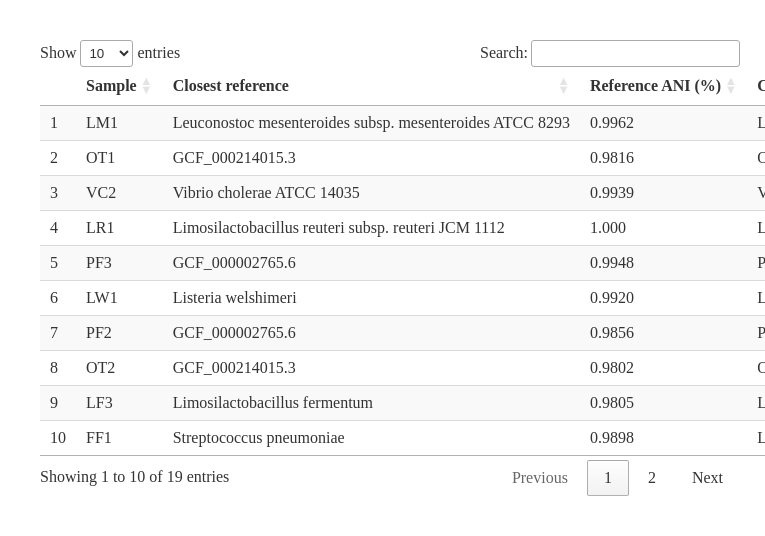 Show 10 entries Search:
Sample Closest reference Reference ANI (%) C
1 LM1 Leuconostoc mesenteroides subsp. mesenteroides ATCC 8293 0.9962 L
2 OT1 GCF_000214015.3 0.9816 O
3 VC2 Vibrio cholerae ATCC 14035 0.9939 V
4 LR1 Limosilactobacillus reuteri subsp. reuteri JCM 1112 1.000 L
5 PF3 GCF_000002765.6 0.9948 P
6 LW1 Listeria welshimeri 0.9920 L
7 PF2 GCF_000002765.6 0.9856 P
8 OT2 GCF_000214015.3 0.9802 O
9 LF3 Limosilactobacillus fermentum 0.9805 L
10 FF1 Streptococcus pneumoniae 0.9898 L
Showing 1 to 10 of 19 entries Previous 1 2 Next